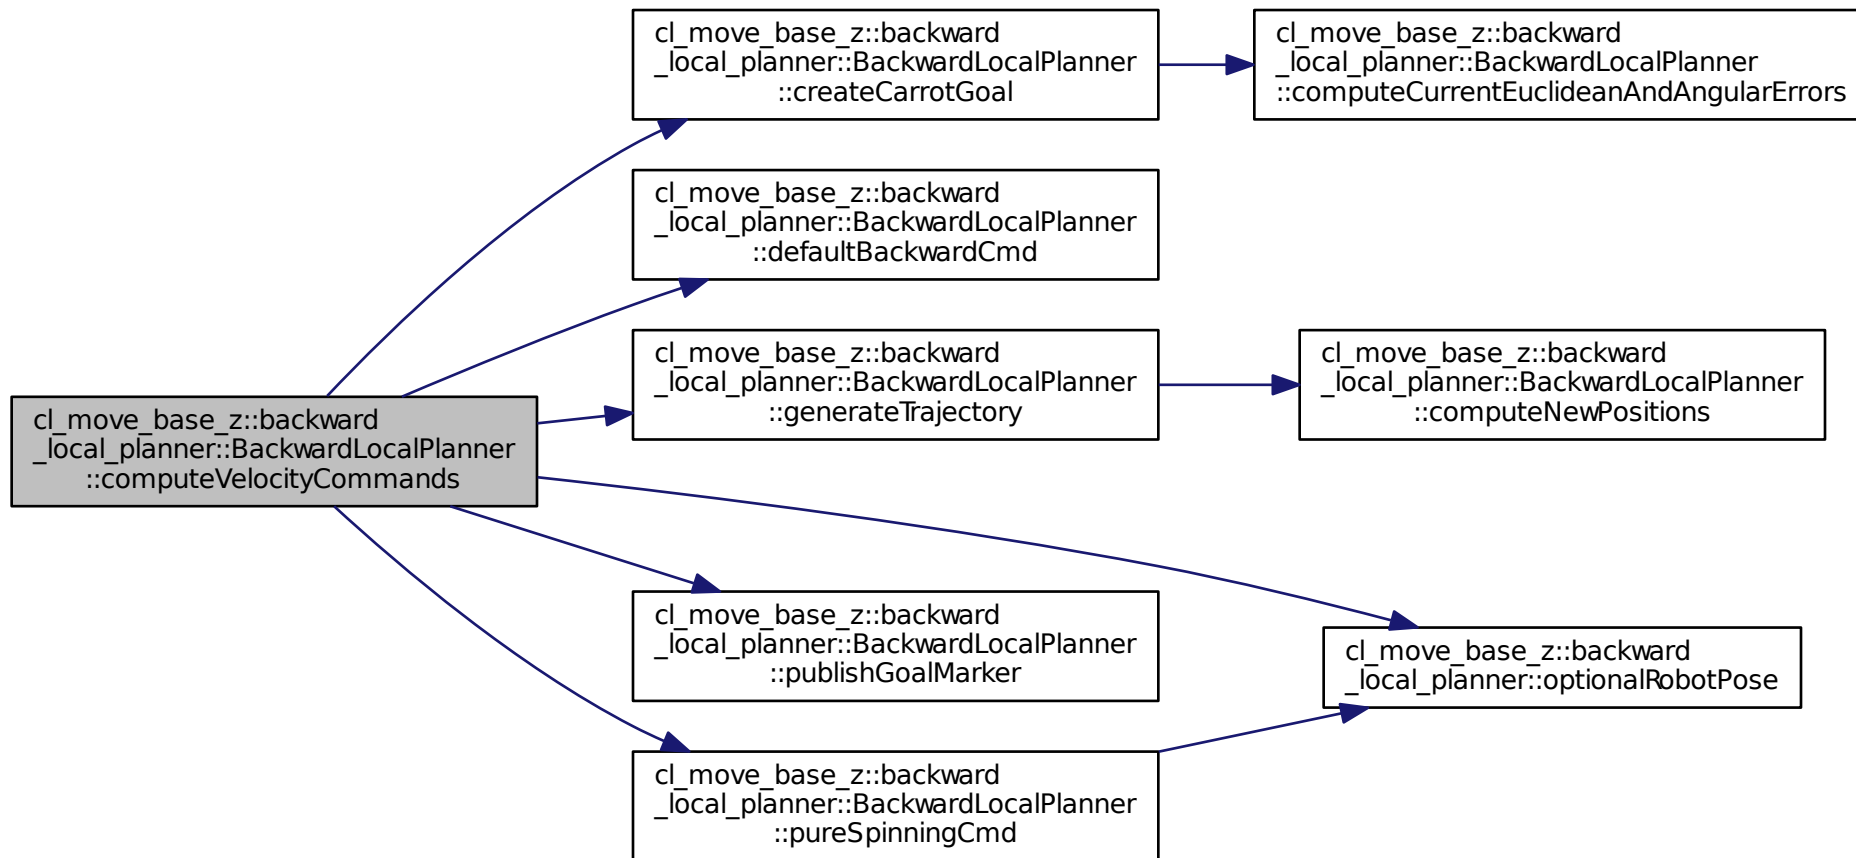 cl_move_base_z::backward
_local_planner::BackwardLocalPlanner
::createCarrotGoal
cl_move_base_z::backward
_local_planner::BackwardLocalPlanner
::computeCurrentEuclideanAndAngularErrors
cl_move_base_z::backward
_local_planner::BackwardLocalPlanner
::defaultBackwardCmd
cl_move_base_z::backward
_local_planner::BackwardLocalPlanner
::generateTrajectory
cl_move_base_z::backward
_local_planner::BackwardLocalPlanner
::computeNewPositions
cl_move_base_z::backward
_local_planner::BackwardLocalPlanner
::computeVelocityCommands
cl_move_base_z::backward
_local_planner::BackwardLocalPlanner
::publishGoalMarker
cl_move_base_z::backward
_local_planner::optionalRobotPose
cl_move_base_z::backward
_local_planner::BackwardLocalPlanner
::pureSpinningCmd